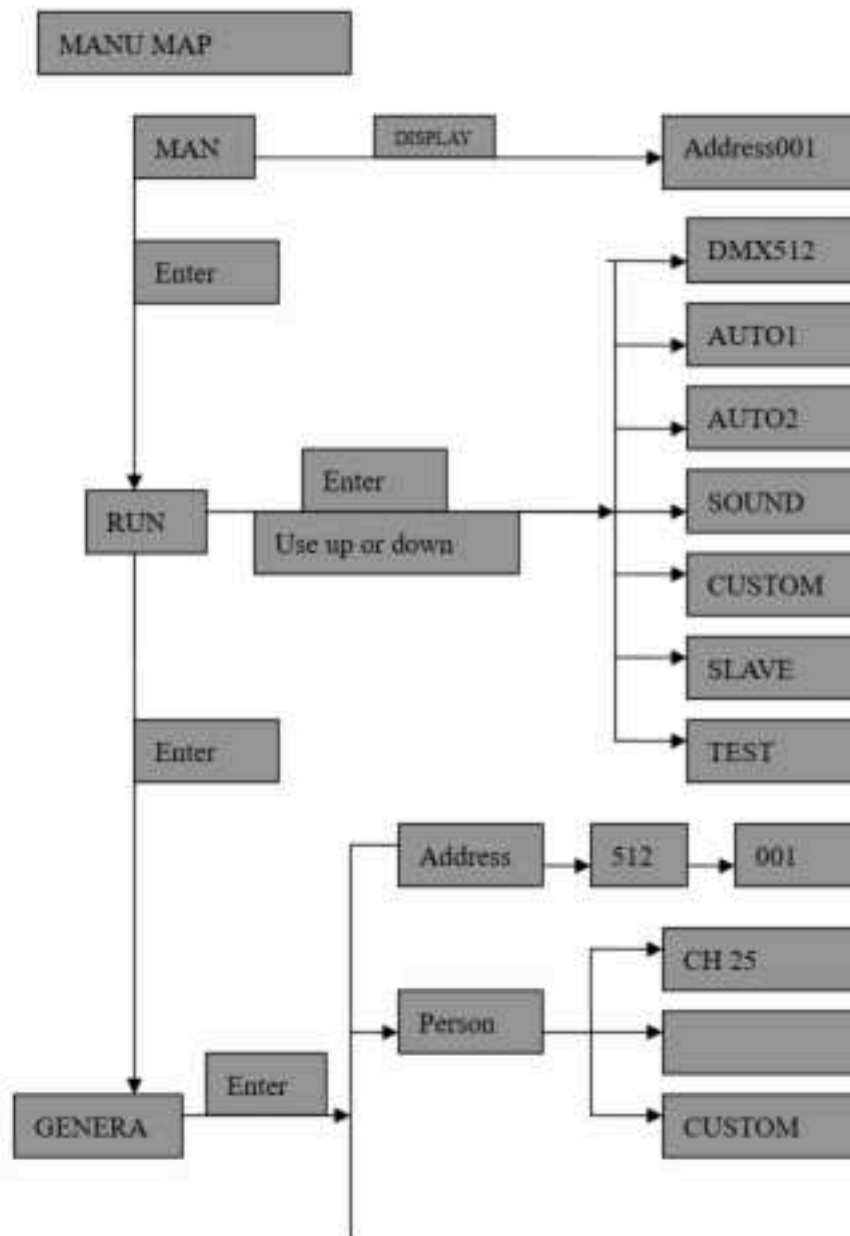 MANU MAP
MAN
DISPLAY
Address001
Enter
DMX512
AUTO1
AUTO2
Enter
RUN
Use up or down
SOUND
CUSTOM
SLAVE
Enter
TEST
Address
512
001
CH 25
Person
Enter
GENERA
CUSTOM